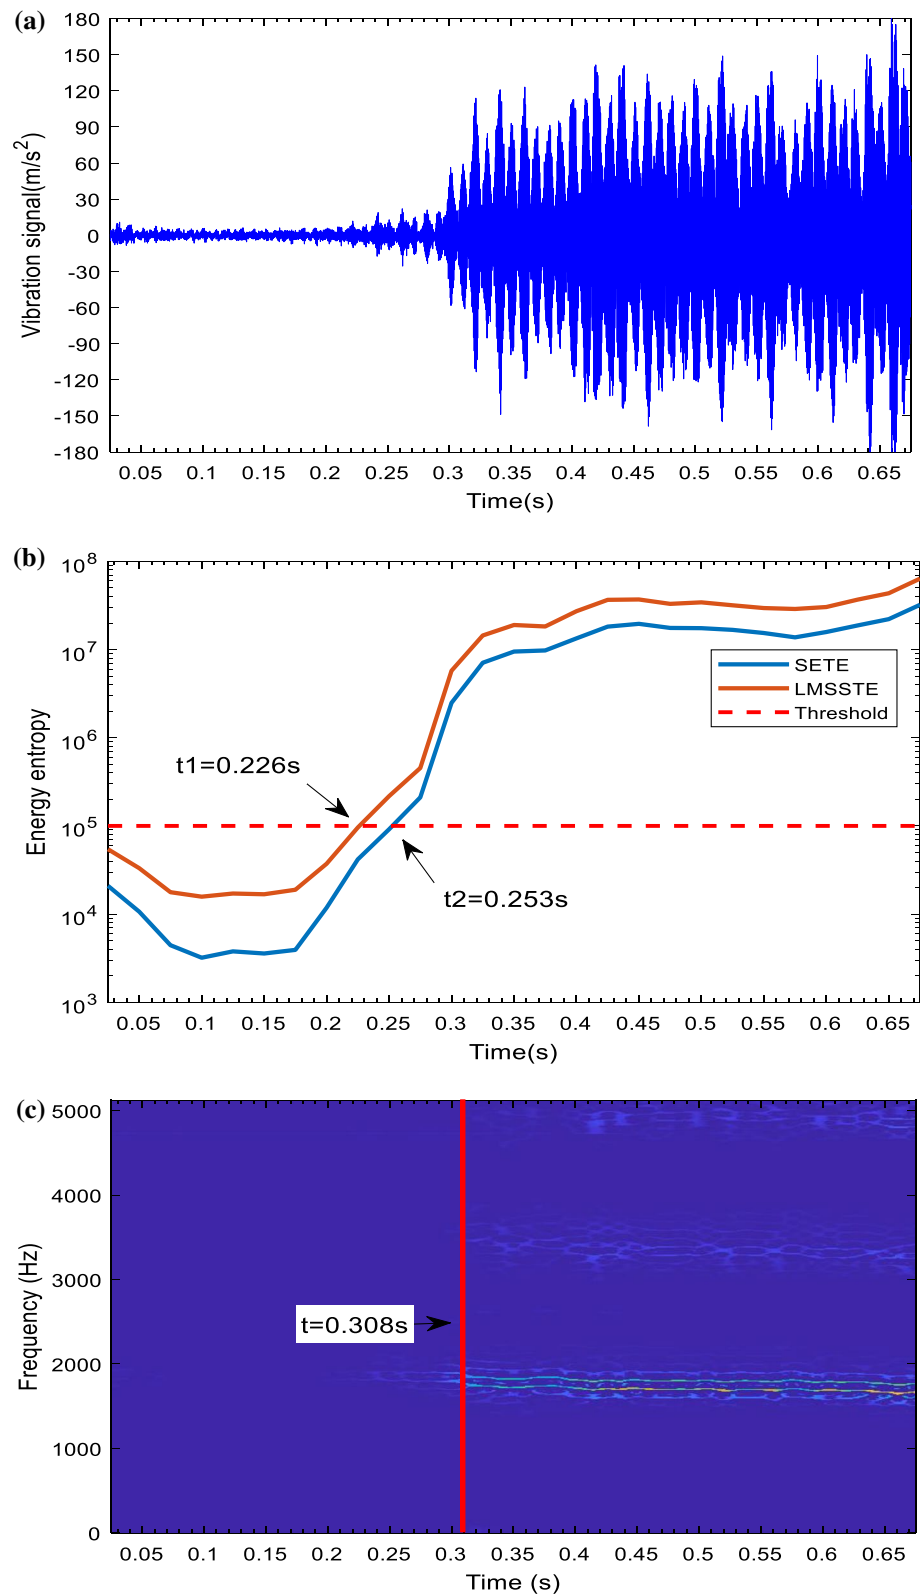 (a)
180
150
120
90
60
30
0
-30
-60
-90
-120
-150
-180
Vibration signal(m/s²)
0.05 0.1 0.15 0.2 0.25 0.3 0.35 0.4 0.45 0.5 0.55 0.6 0.65
Time(s)
(b)
10⁸
10⁷
10⁶
10⁵
10⁴
10³
Energy entropy
SETE
LMSSTE
Threshold
t1=0.226s
t2=0.253s
0.05 0.1 0.15 0.2 0.25 0.3 0.35 0.4 0.45 0.5 0.55 0.6 0.65
Time(s)
(c)
5000
4000
3000
2000
1000
0
Frequency (Hz)
t=0.308s
0.05 0.1 0.15 0.2 0.25 0.3 0.35 0.4 0.45 0.5 0.55 0.6 0.65
Time (s)